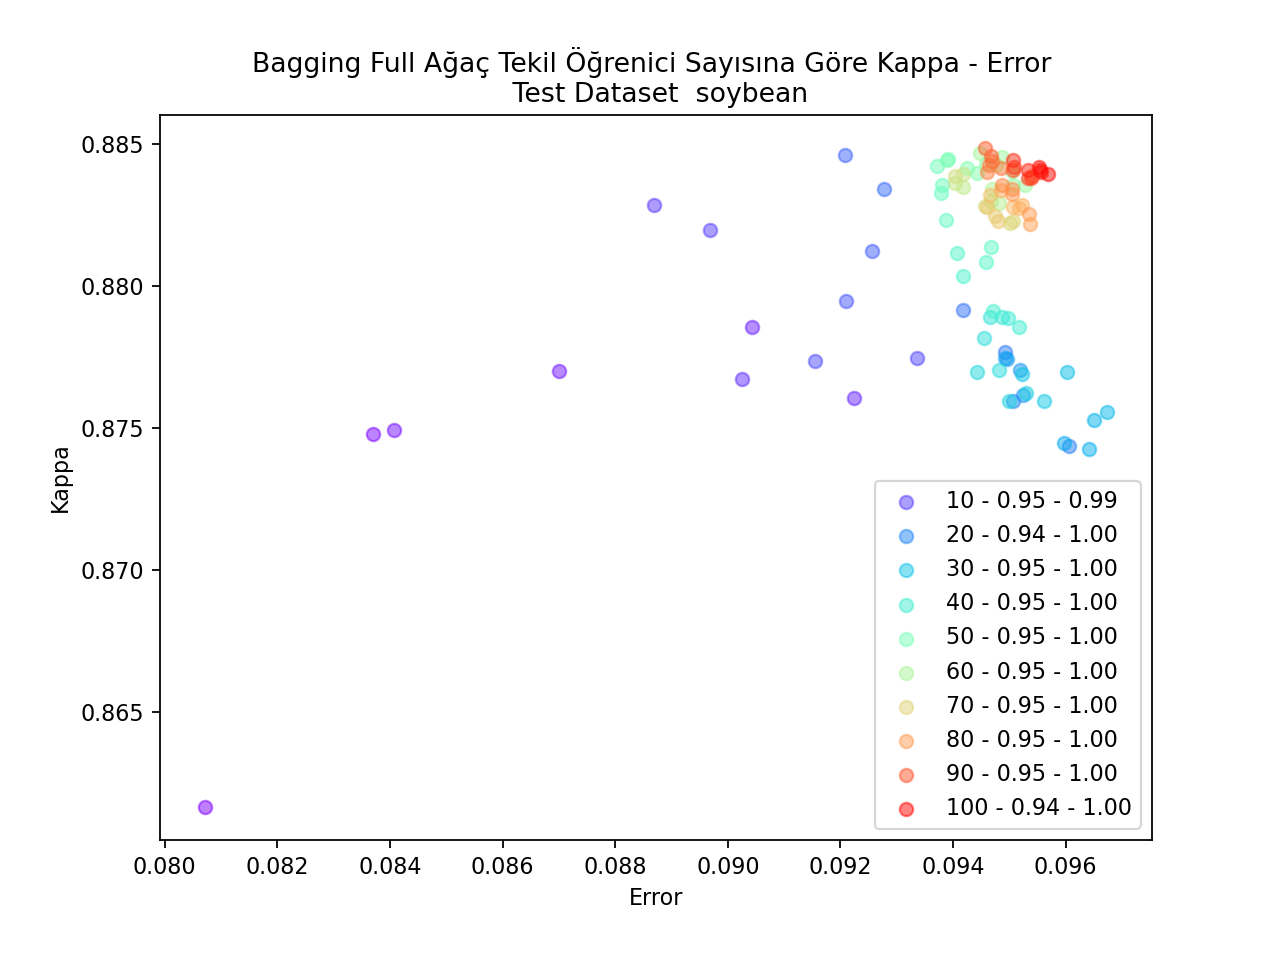 Bagging Full Ağaç Tekil Öğrenici Sayısına Göre Kappa - Error
Test Dataset  soybean
0.885
0.880
0.875
0.870
0.865
Kappa
10 - 0.95 - 0.99
20 - 0.94 - 1.00
30 - 0.95 - 1.00
40 - 0.95 - 1.00
50 - 0.95 - 1.00
60 - 0.95 - 1.00
70 - 0.95 - 1.00
80 - 0.95 - 1.00
90 - 0.95 - 1.00
100 - 0.94 - 1.00
0.080 0.082 0.084 0.086 0.088 0.090 0.092 0.094 0.096
Error